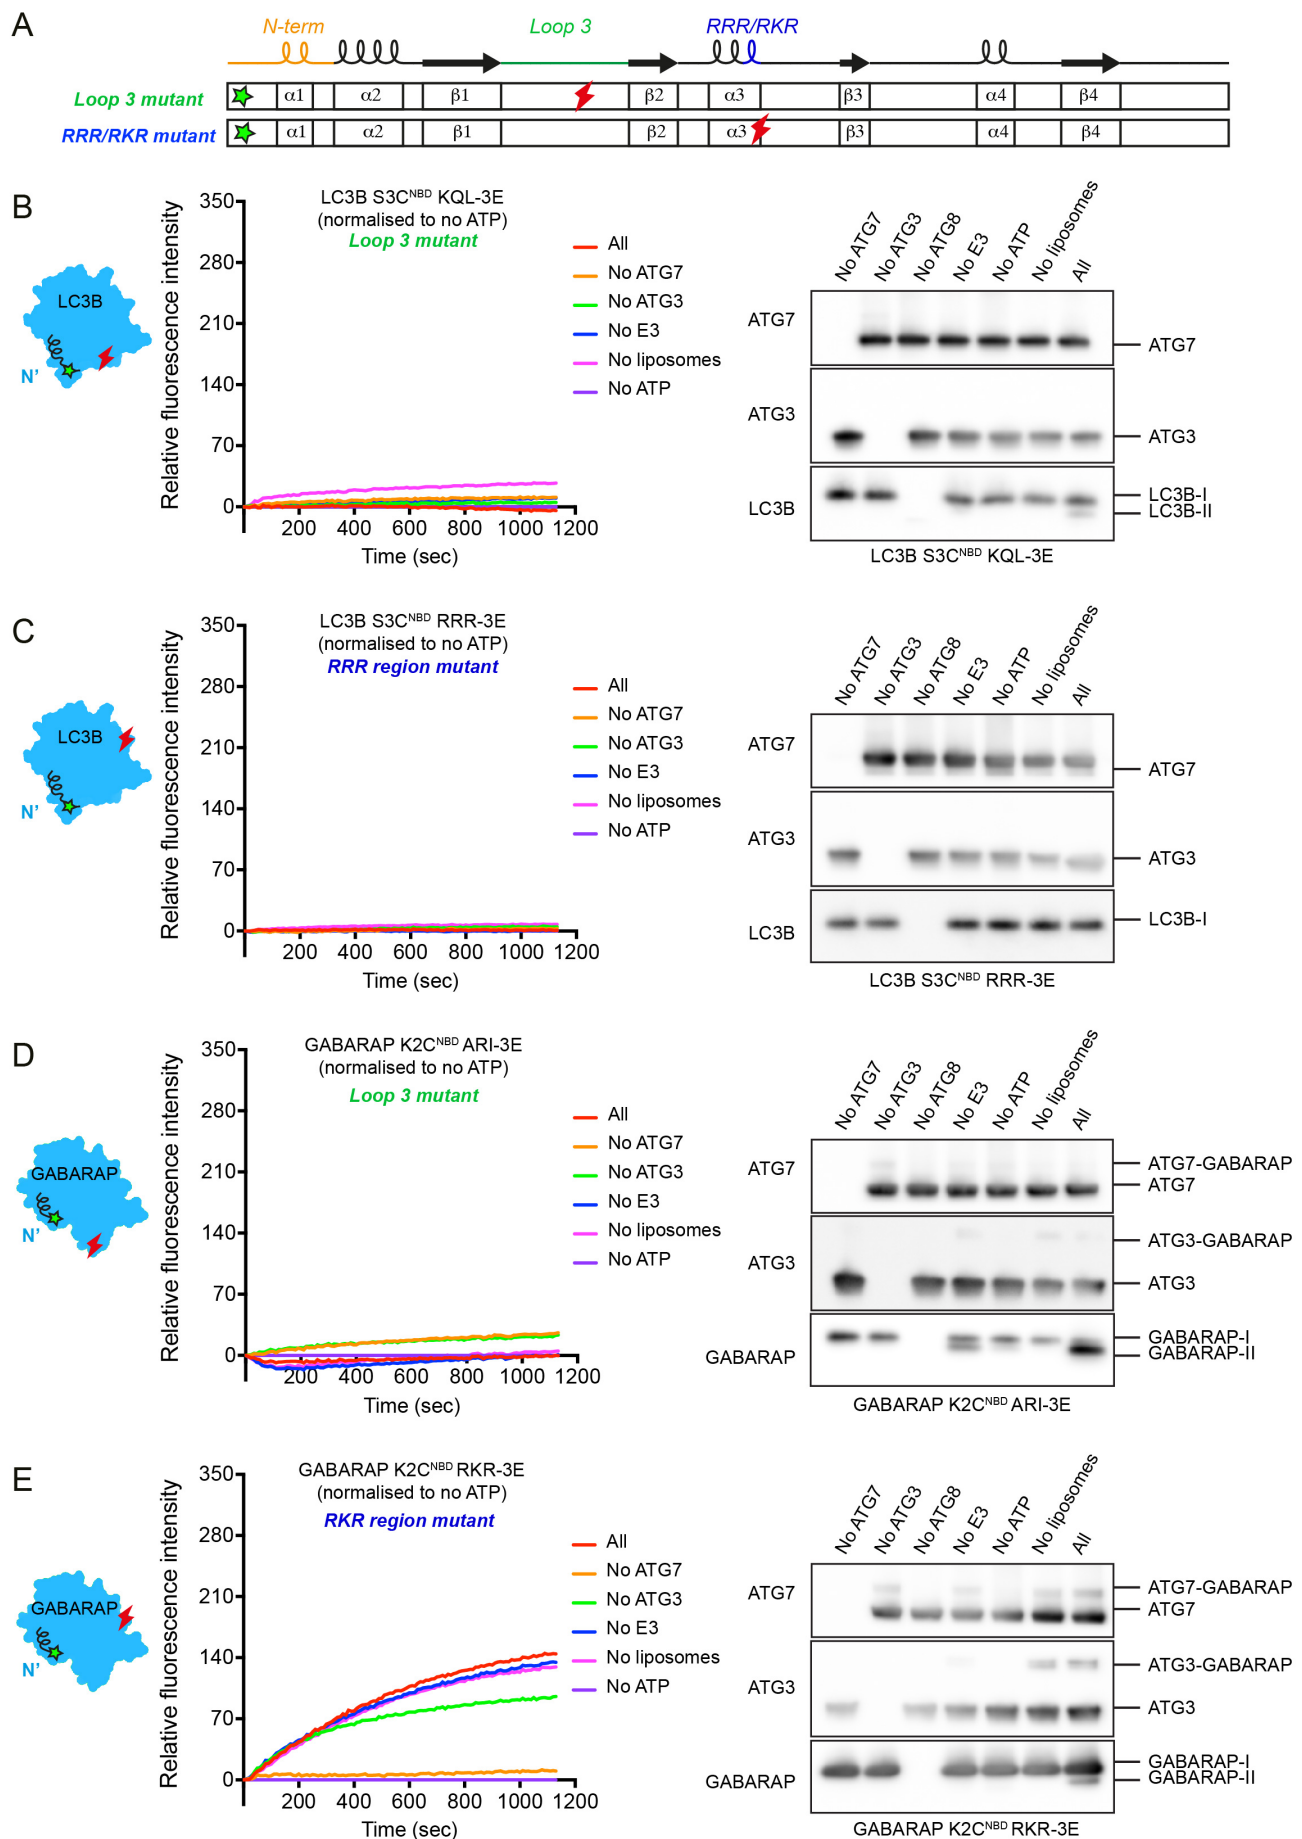 A
N-term
Loop 3
RRR/RKR
Loop 3 mutant
α1 α2 β1 β2 α3 β3 α4 β4
RRR/RKR mutant
α1 α2 β1 β2 α3 β3 α4 β4
B
LC3B
N'
Relative fluorescence intensity
350
280
210
140
70
0
200 400 600 800 1000 1200
Time (sec)
LC3B S3C^NBD KQL-3E
(normalised to no ATP)
Loop 3 mutant
All
No ATG7
No ATG3
No E3
No liposomes
No ATP
No ATG7
No ATG3
No ATG8
No E3
No ATP
No liposomes
All
ATG7
ATG7
ATG3
ATG3
LC3B
LC3B-I
LC3B-II
LC3B S3C^NBD KQL-3E
C
LC3B
N'
Relative fluorescence intensity
350
280
210
140
70
0
200 400 600 800 1000 1200
Time (sec)
LC3B S3C^NBD RRR-3E
(normalised to no ATP)
RRR region mutant
All
No ATG7
No ATG3
No E3
No liposomes
No ATP
No ATG7
No ATG3
No ATG8
No E3
No ATP
No liposomes
All
ATG7
ATG7
ATG3
ATG3
LC3B
LC3B-I
LC3B S3C^NBD RRR-3E
D
GABARAP
N'
Relative fluorescence intensity
350
280
210
140
70
0
200 400 600 800 1000 1200
Time (sec)
GABARAP K2C^NBD ARI-3E
(normalised to no ATP)
Loop 3 mutant
All
No ATG7
No ATG3
No E3
No liposomes
No ATP
No ATG7
No ATG3
No ATG8
No E3
No ATP
No liposomes
All
ATG7
ATG7-GABARAP
ATG7
ATG3
ATG3-GABARAP
ATG3
GABARAP
GABARAP-I
GABARAP-II
GABARAP K2C^NBD ARI-3E
E
GABARAP
N'
Relative fluorescence intensity
350
280
210
140
70
0
200 400 600 800 1000 1200
Time (sec)
GABARAP K2C^NBD RKR-3E
(normalised to no ATP)
RKR region mutant
All
No ATG7
No ATG3
No E3
No liposomes
No ATP
No ATG7
No ATG3
No ATG8
No E3
No ATP
No liposomes
All
ATG7
ATG7-GABARAP
ATG7
ATG3
ATG3-GABARAP
ATG3
GABARAP
GABARAP-I
GABARAP-II
GABARAP K2C^NBD RKR-3E